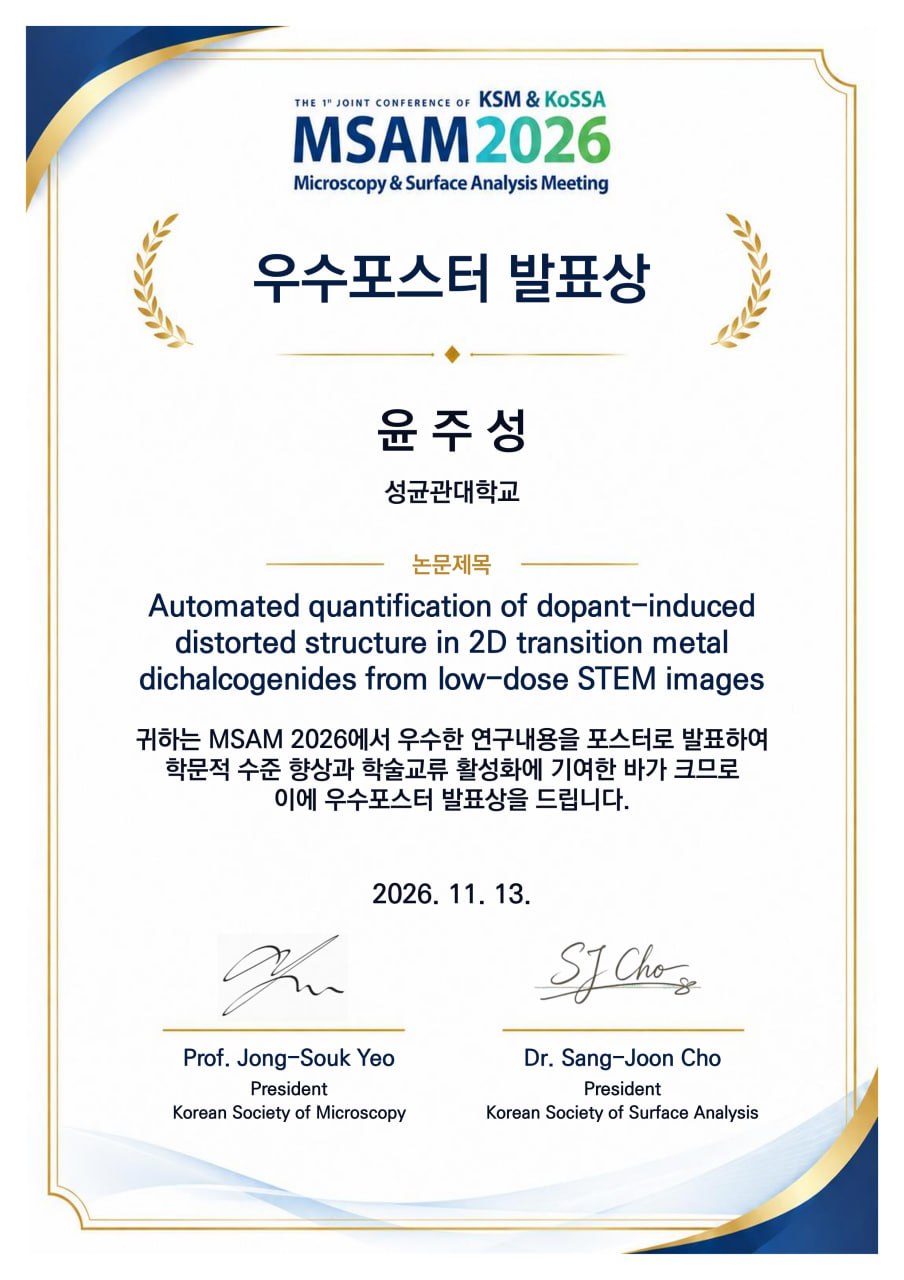 THE 1st JOINT CONFERENCE OF KSM & KoSSA
MSAM2026
Microscopy & Surface Analysis Meeting
우수포스터 발표상
윤 주 성
성균관대학교
논문제목
Automated quantification of dopant-induced
distorted structure in 2D transition metal
dichalcogenides from low-dose STEM images
귀하는 MSAM 2026에서 우수한 연구내용을 포스터로 발표하여
학문적 수준 향상과 학술교류 활성화에 기여한 바가 크므로
이에 우수포스터 발표상을 드립니다.
2026. 11. 13.
SJ Cho
Prof. Jong-Souk Yeo
Dr. Sang-Joon Cho
President
President
Korean Society of Microscopy
Korean Society of Surface Analysis